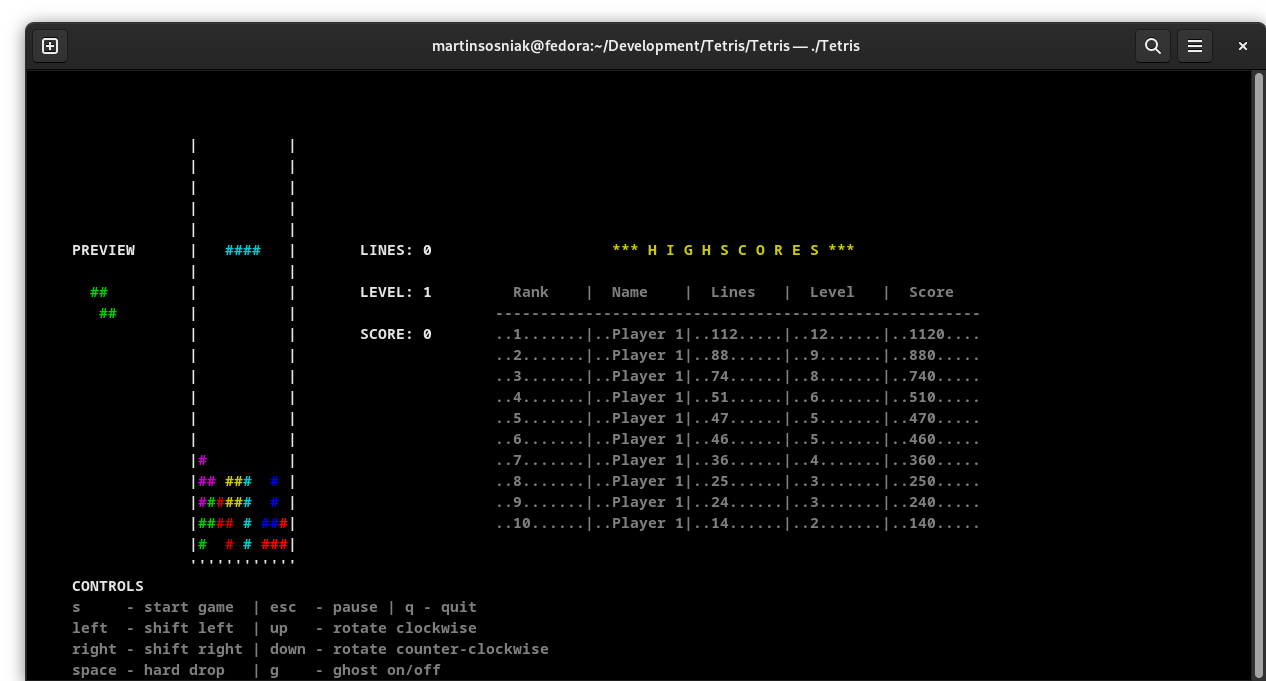 martinsosniak@fedora:~/Development/Tetris/Tetris — ./Tetris
|          |
|          |
|          |
|          |
|          |
PREVIEW      |   ####   |       LINES: 0                    *** H I G H S C O R E S ***
|          |
##         |          |       LEVEL: 1         Rank    |  Name    |  Lines   |  Level   |  Score
##        |          |                      ------------------------------------------------------
|          |       SCORE: 0       ..1.......|..Player 1|..112.....|..12......|..1120....
|          |                      ..2.......|..Player 1|..88......|..9.......|..880.....
|          |                      ..3.......|..Player 1|..74......|..8.......|..740.....
|          |                      ..4.......|..Player 1|..51......|..6.......|..510.....
|          |                      ..5.......|..Player 1|..47......|..5.......|..470.....
|          |                      ..6.......|..Player 1|..46......|..5.......|..460.....
|#         |                      ..7.......|..Player 1|..36......|..4.......|..360.....
|## ###  # |                      ..8.......|..Player 1|..25......|..3.......|..250.....
|######  # |                      ..9.......|..Player 1|..24......|..3.......|..240.....
|#### # ###|                      ..10......|..Player 1|..14......|..2.......|..140.....
|#  # # ###|
''''''''''''
CONTROLS
s     - start game  | esc  - pause | q - quit
left  - shift left  | up   - rotate clockwise
right - shift right | down - rotate counter-clockwise
space - hard drop   | g    - ghost on/off